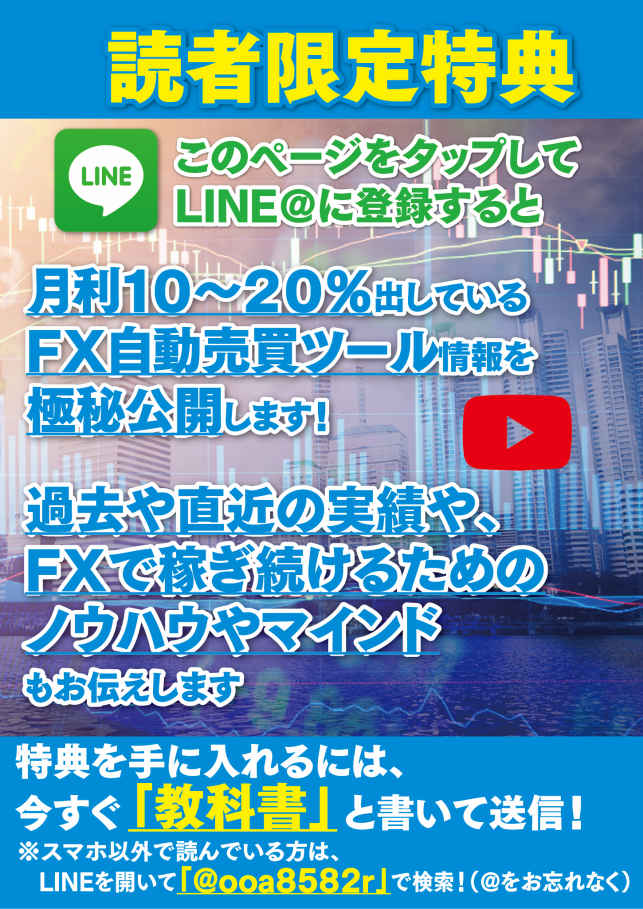 読者限定特典
LINE
このページをタップして
LINE@に登録すると
月利10〜20%出している
FX自動売買ツール情報を
極秘公開します!
過去や直近の実績や、
FXで稼ぎ続けるための
ノウハウやマインド
もお伝えします
特典を手に入れるには、
今すぐ「教科書」と書いて送信!
※スマホ以外で読んでいる方は、
LINEを開いて「@ooa8582r」で検索!(@をお忘れなく)